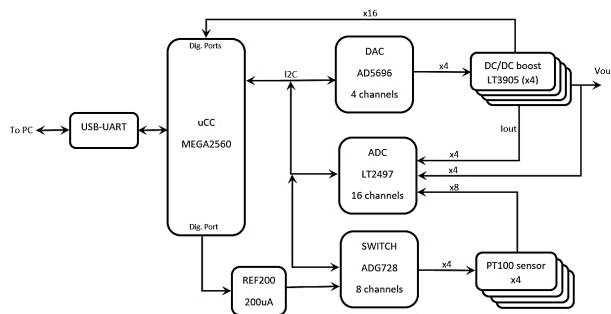 x16
Dig. Ports
uCC
MEGA2560
Dig. Port
To PC
USB-UART
I2C
DAC
AD5696
4 channels
x4
DC/DC boost
LT3905 (x4)
Vou
Iout
ADC
LT2497
16 channels
x4
x4
x8
SWITCH
ADG728
8 channels
x4
PT100 sensor
x4
REF200
200uA